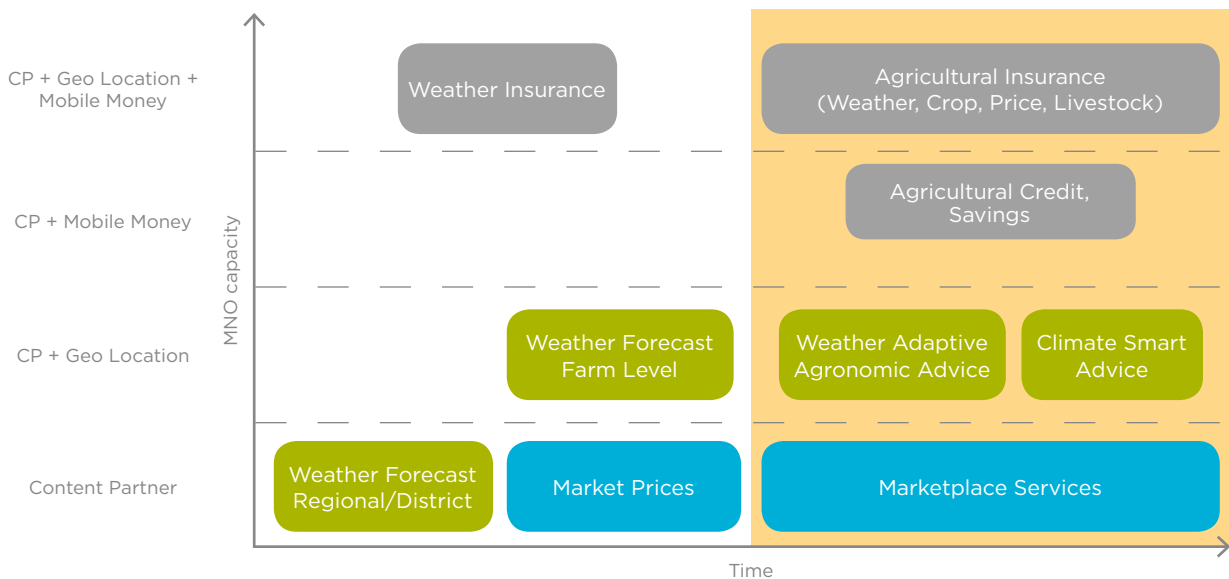 CP + Geo Location +
Mobile Money
Weather Insurance
Agricultural Insurance
(Weather, Crop, Price, Livestock)
CP + Mobile Money
Agricultural Credit,
Savings
MNO capacity
CP + Geo Location
Weather Forecast
Farm Level
Weather Adaptive
Agronomic Advice
Climate Smart
Advice
Content Partner
Weather Forecast
Regional/District
Market Prices
Marketplace Services
Time